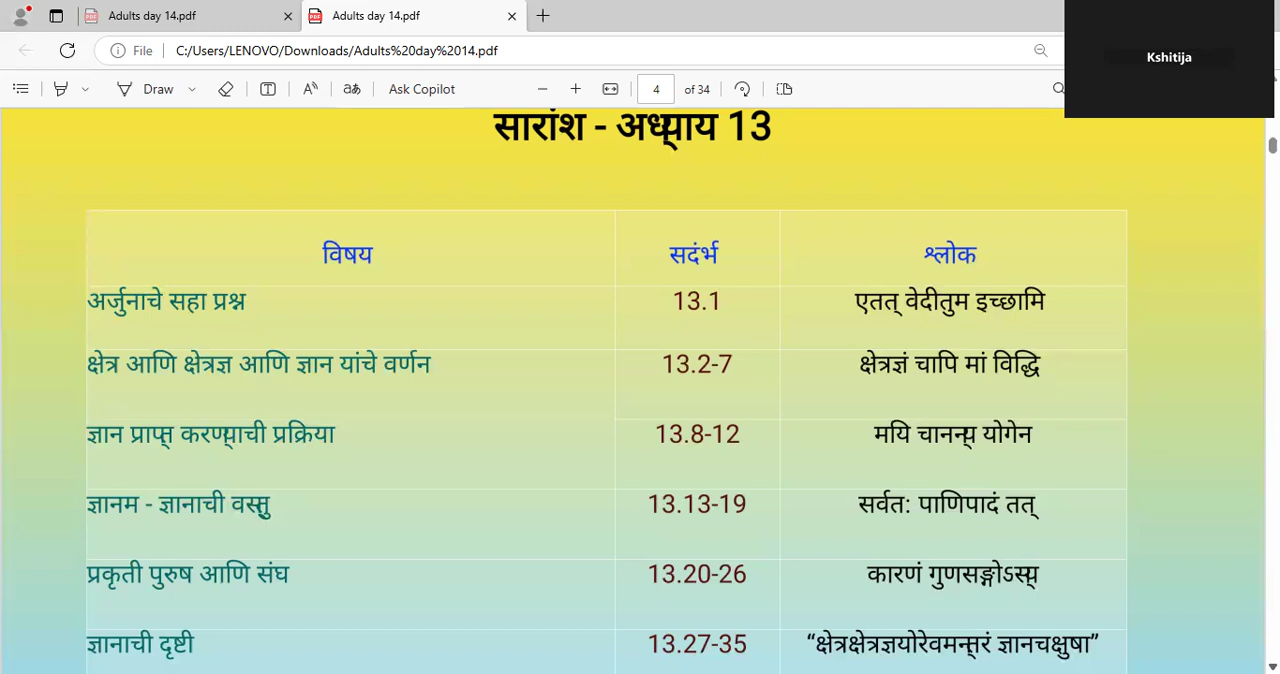 Adults day 14.pdf
Adults day 14.pdf
File C:/Users/LENOVO/Downloads/Adults%20day%2014.pdf
Kshitija
Draw Ask Copilot 4 of 34
सारांश - अध्याय 13
विषय सदंर्भ श्लोक
अर्जुनाचे सहा प्रश्न 13.1 एतत् वेदीतुम इच्छामि
क्षेत्र आणि क्षेत्रज्ञ आणि ज्ञान यांचे वर्णन 13.2-7 क्षेत्रज्ञं चापि मां विद्धि
ज्ञान प्राप्त करण्याची प्रक्रिया 13.8-12 मयि चानन्य योगेन
ज्ञानम - ज्ञानाची वस्तु 13.13-19 सर्वत: पाणिपादं तत्
प्रकृती पुरुष आणि संघ 13.20-26 कारणं गुणसङ्गोऽस्य
ज्ञानाची दृष्टी 13.27-35 “क्षेत्रक्षेत्रज्ञयोरेवमन्तरं ज्ञानचक्षुषा”